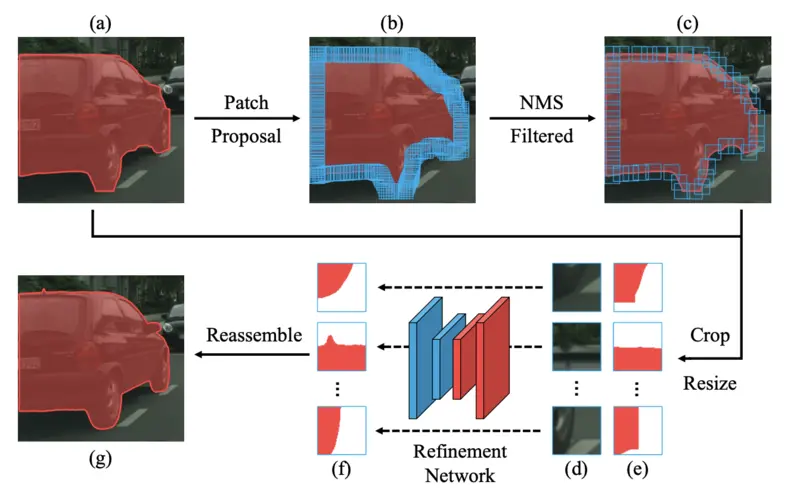 (a)
(b)
(c)
Patch
Proposal
NMS
Filtered
Reassemble
Crop
Resize
Refinement
Network
(g)
(f)
(d)
(e)